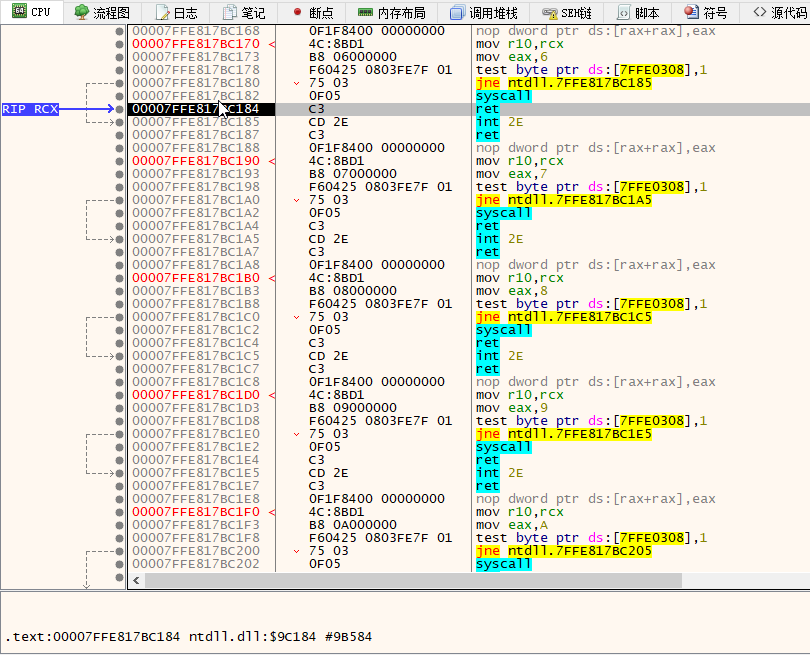 CPU 流程图 日志 笔记 断点 内存布局 调用堆栈 SEH链 脚本 符号 源代码
00007FFE817BC168 0F1F8400 00000000 nop dword ptr ds:[rax+rax],eax
00007FFE817BC170 < 4C:8BD1 mov r10,rcx
00007FFE817BC173 B8 06000000 mov eax,6
00007FFE817BC178 F60425 0803FE7F 01 test byte ptr ds:[7FFE0308],1
00007FFE817BC180 75 03 jne ntdll.7FFE817BC185
00007FFE817BC182 0F05 syscall
RIP RCX 00007FFE817BC184 C3 ret
00007FFE817BC185 CD 2E int 2E
00007FFE817BC187 C3 ret
00007FFE817BC188 0F1F8400 00000000 nop dword ptr ds:[rax+rax],eax
00007FFE817BC190 < 4C:8BD1 mov r10,rcx
00007FFE817BC193 B8 07000000 mov eax,7
00007FFE817BC198 F60425 0803FE7F 01 test byte ptr ds:[7FFE0308],1
00007FFE817BC1A0 75 03 jne ntdll.7FFE817BC1A5
00007FFE817BC1A2 0F05 syscall
00007FFE817BC1A4 C3 ret
00007FFE817BC1A5 CD 2E int 2E
00007FFE817BC1A7 C3 ret
00007FFE817BC1A8 0F1F8400 00000000 nop dword ptr ds:[rax+rax],eax
00007FFE817BC1B0 < 4C:8BD1 mov r10,rcx
00007FFE817BC1B3 B8 08000000 mov eax,8
00007FFE817BC1B8 F60425 0803FE7F 01 test byte ptr ds:[7FFE0308],1
00007FFE817BC1C0 75 03 jne ntdll.7FFE817BC1C5
00007FFE817BC1C2 0F05 syscall
00007FFE817BC1C4 C3 ret
00007FFE817BC1C5 CD 2E int 2E
00007FFE817BC1C7 C3 ret
00007FFE817BC1C8 0F1F8400 00000000 nop dword ptr ds:[rax+rax],eax
00007FFE817BC1D0 < 4C:8BD1 mov r10,rcx
00007FFE817BC1D3 B8 09000000 mov eax,9
00007FFE817BC1D8 F60425 0803FE7F 01 test byte ptr ds:[7FFE0308],1
00007FFE817BC1E0 75 03 jne ntdll.7FFE817BC1E5
00007FFE817BC1E2 0F05 syscall
00007FFE817BC1E4 C3 ret
00007FFE817BC1E5 CD 2E int 2E
00007FFE817BC1E7 C3 ret
00007FFE817BC1E8 0F1F8400 00000000 nop dword ptr ds:[rax+rax],eax
00007FFE817BC1F0 < 4C:8BD1 mov r10,rcx
00007FFE817BC1F3 B8 0A000000 mov eax,A
00007FFE817BC1F8 F60425 0803FE7F 01 test byte ptr ds:[7FFE0308],1
00007FFE817BC200 75 03 jne ntdll.7FFE817BC205
00007FFE817BC202 0F05 syscall
.text:00007FFE817BC184 ntdll.dll:$9C184 #9B584